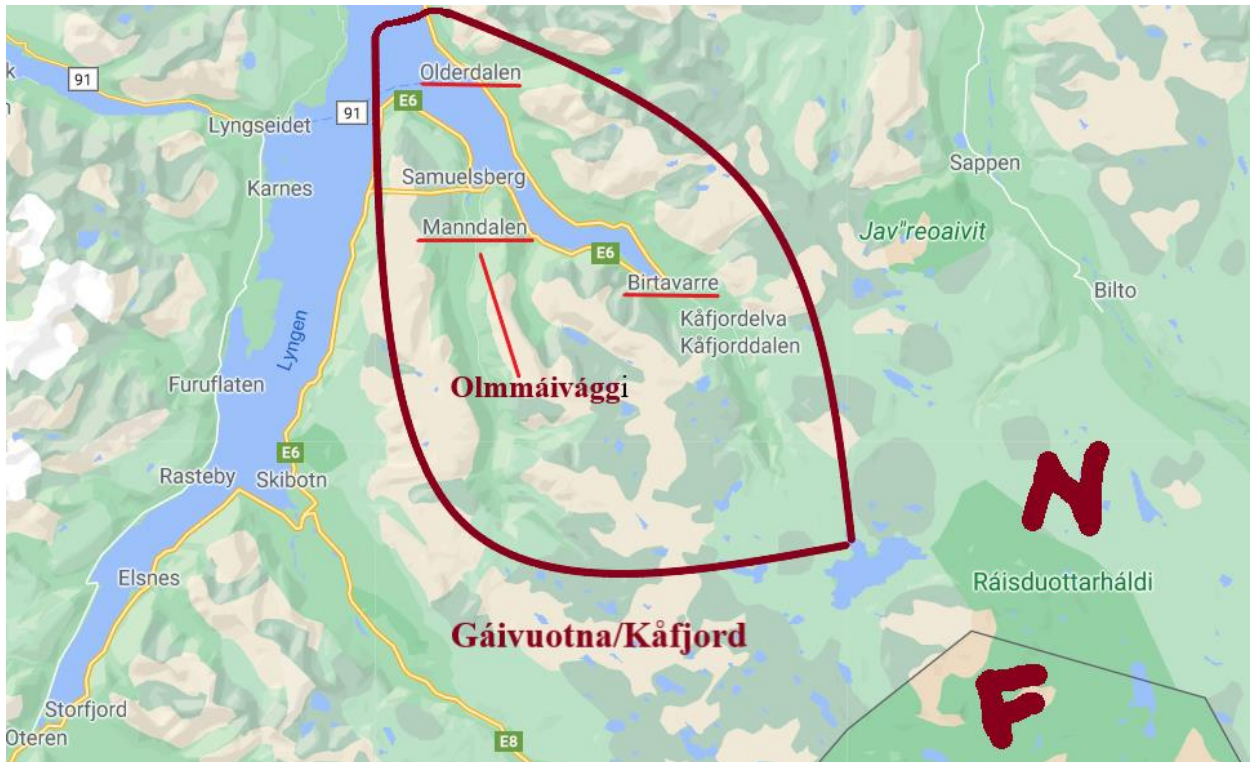 91
Olderdalen
E6
91
Lyngseidet
Karnes
Samuelsberg
Sappen
Manndalen
Jav"reoaivit
E6
Birtavarre
Bilto
Kåfjordelva
Kåfjorddalen
Lyngen
Furuflaten
Olmmáivággi
E6
Rasteby
Skibotn
N
Elsnes
Ráisduottarháldi
Gáivuotna/Kåfjord
F
Storfjord
Oteren
E8